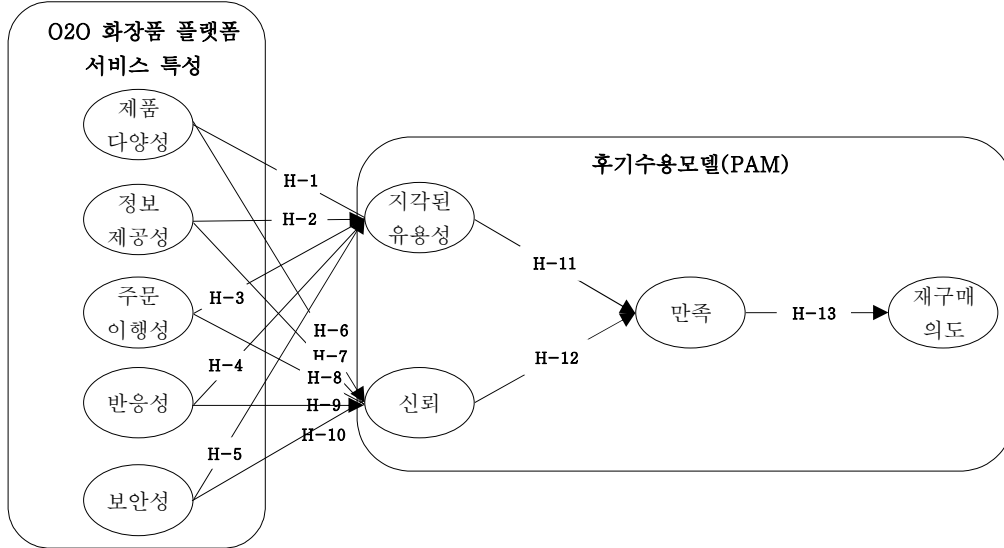 O2O 화장품 플랫폼
서비스 특성
제품
다양성
정보
제공성
주문
이행성
반응성
보안성
H-1
H-2
H-3
H-4
H-5
H-6
H-7
H-8
H-9
H-10
후기수용모델(PAM)
지각된
유용성
신뢰
H-11
H-12
만족
H-13
재구매
의도